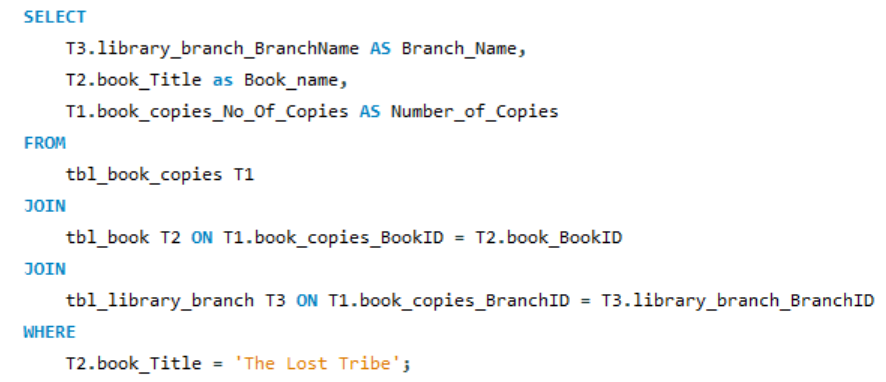 SELECT
T3.library_branch_BranchName AS Branch_Name,
T2.book_Title as Book_name,
T1.book_copies_No_Of_Copies AS Number_of_Copies
FROM
tbl_book_copies T1
JOIN
tbl_book T2 ON T1.book_copies_BookID = T2.book_BookID
JOIN
tbl_library_branch T3 ON T1.book_copies_BranchID = T3.library_branch_BranchID
WHERE
T2.book_Title = 'The Lost Tribe';